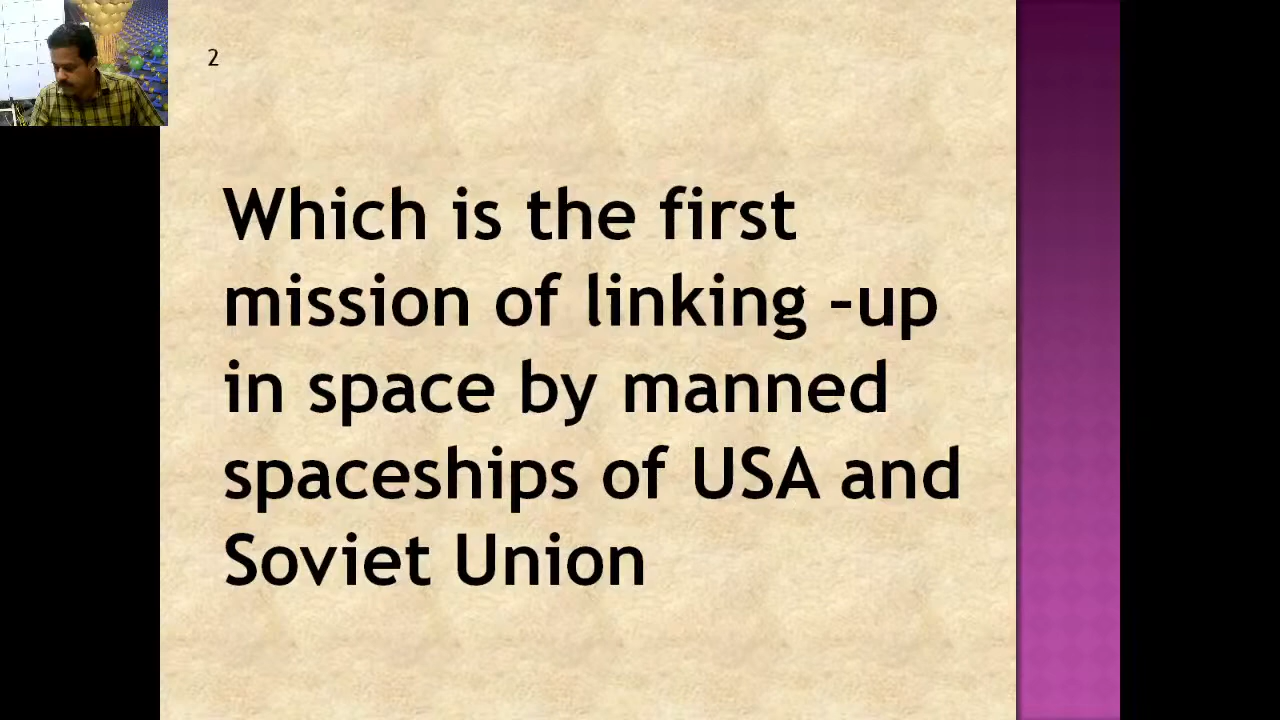 2
Which is the first
mission of linking –up
in space by manned
spaceships of USA and
Soviet Union